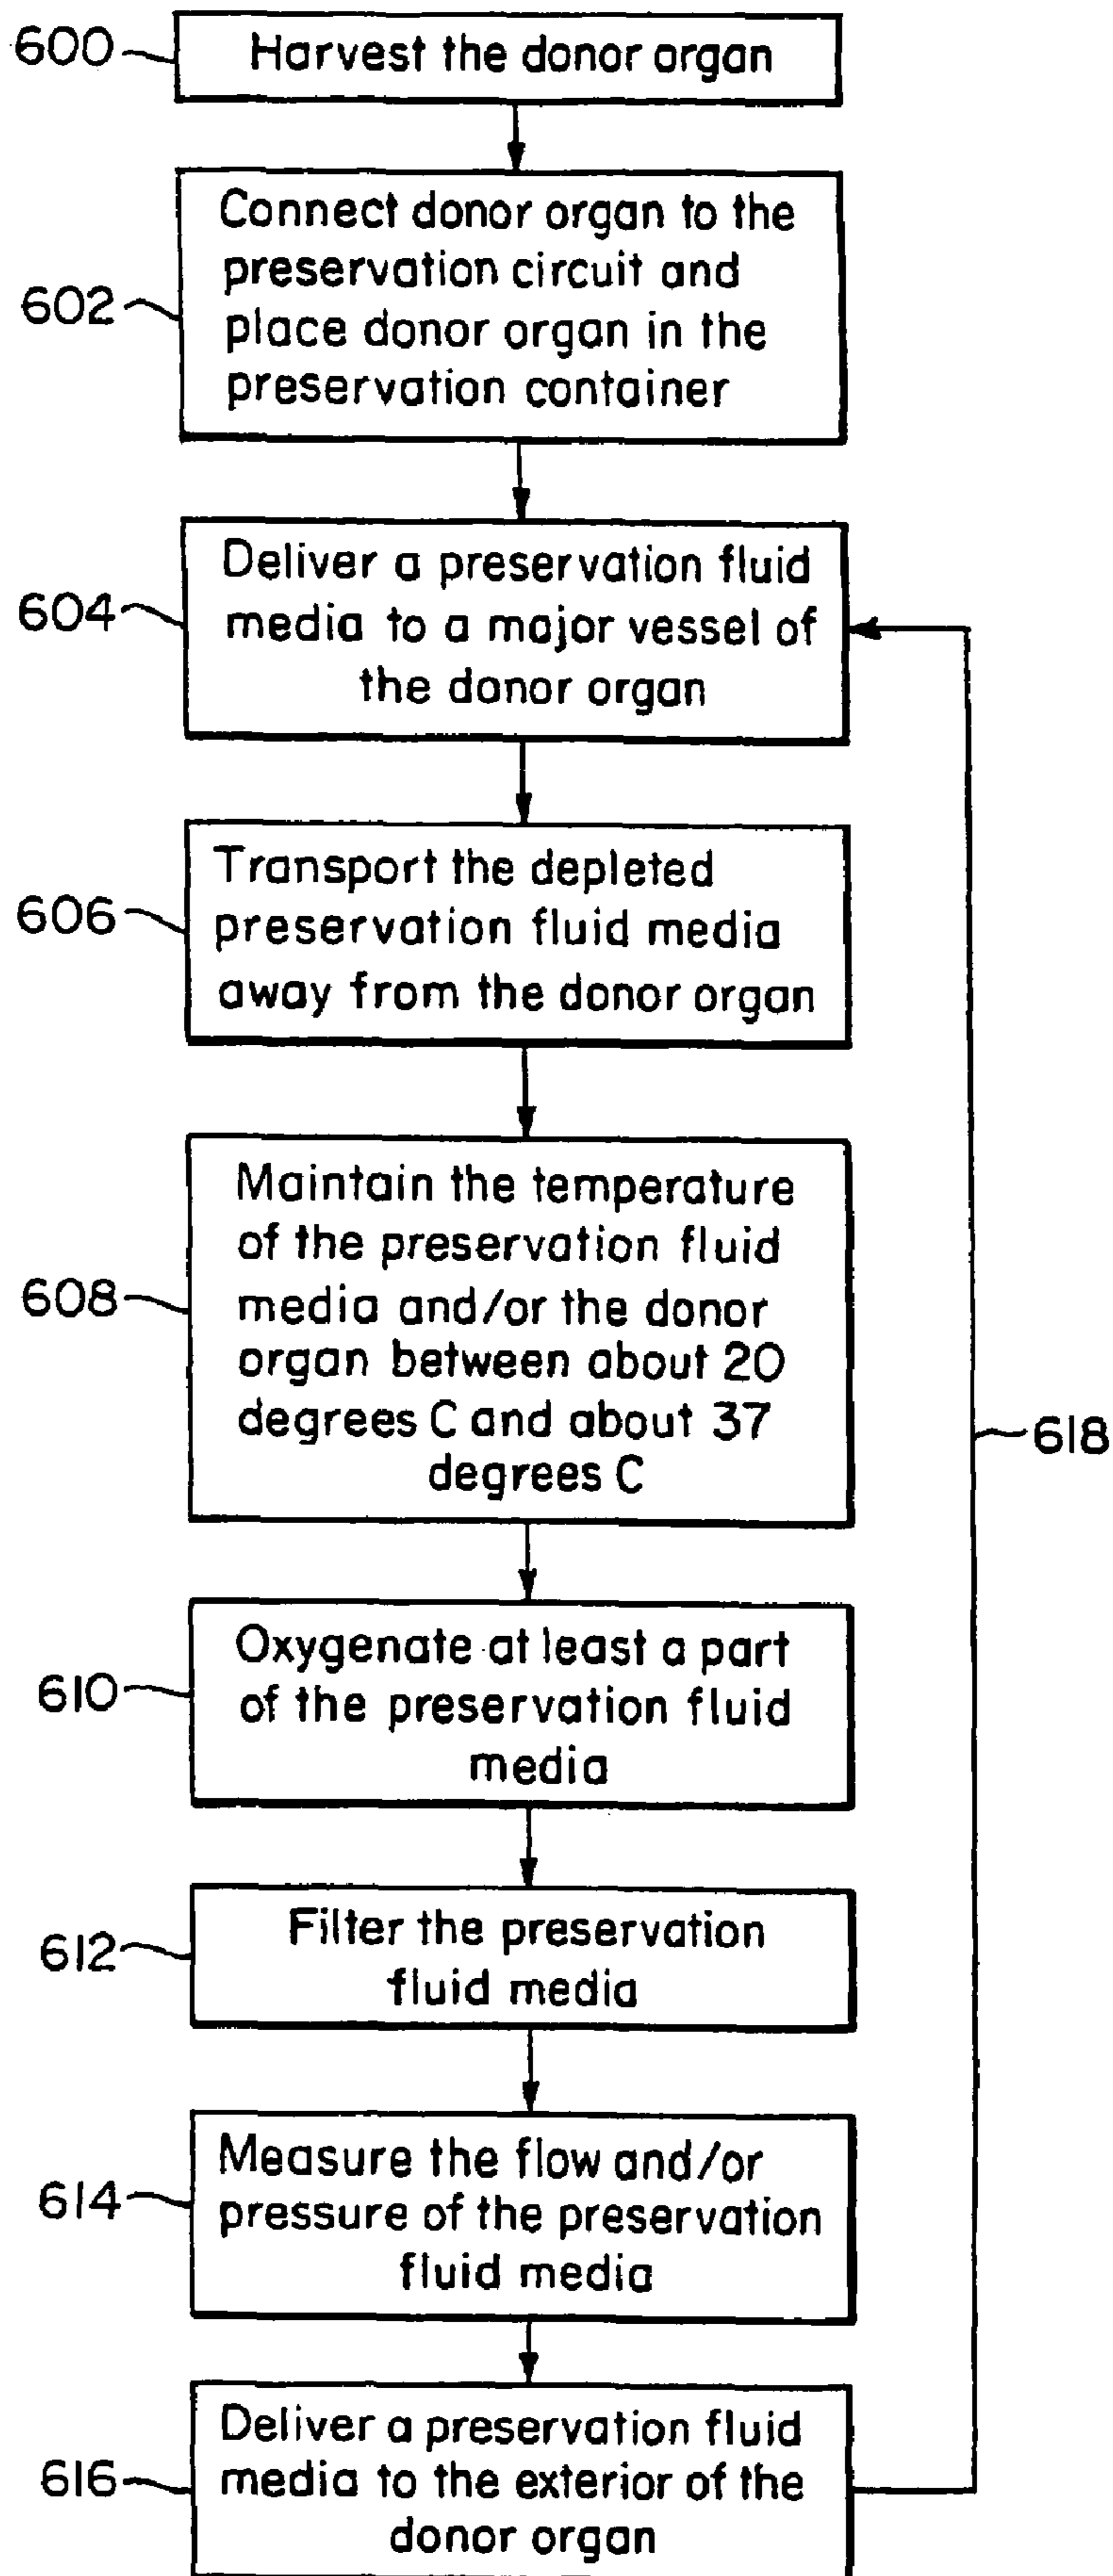 600
Harvest the donor organ
602
Connect donor organ to the
preservation circuit and
place donor organ in the
preservation container
604
Deliver a preservation fluid
media to a major vessel of
the donor organ
606
Transport the depleted
preservation fluid media
away from the donor organ
608
Maintain the temperature
of the preservation fluid
media and/or the donor
organ between about 20
degrees C and about 37
degrees C
618
610
Oxygenate at least a part
of the preservation fluid
media
612
Filter the preservation
fluid media
614
Measure the flow and/or
pressure of the preservation
fluid media
616
Deliver a preservation fluid
media to the exterior of the
donor organ